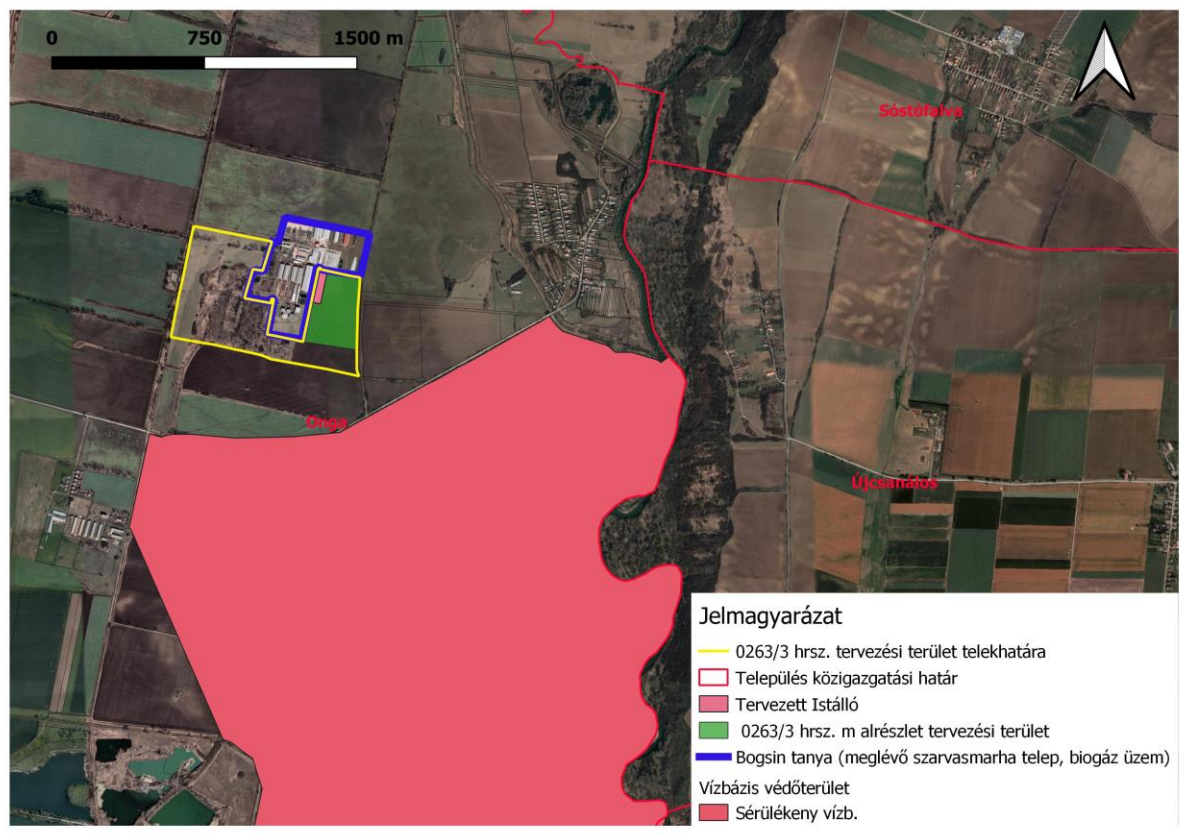 0 750 1500 m
Sóstófalva
Onga
Újcsanálos
Jelmagyarázat
0263/3 hrsz. tervezési terület telekhatára
Település közigazgatási határ
Tervezett Istálló
0263/3 hrsz. m alrészlet tervezési terület
Bogsin tanya (meglévő szarvasmarha telep, biogáz üzem)
Vízbázis védőterület
Sérülékeny vízb.